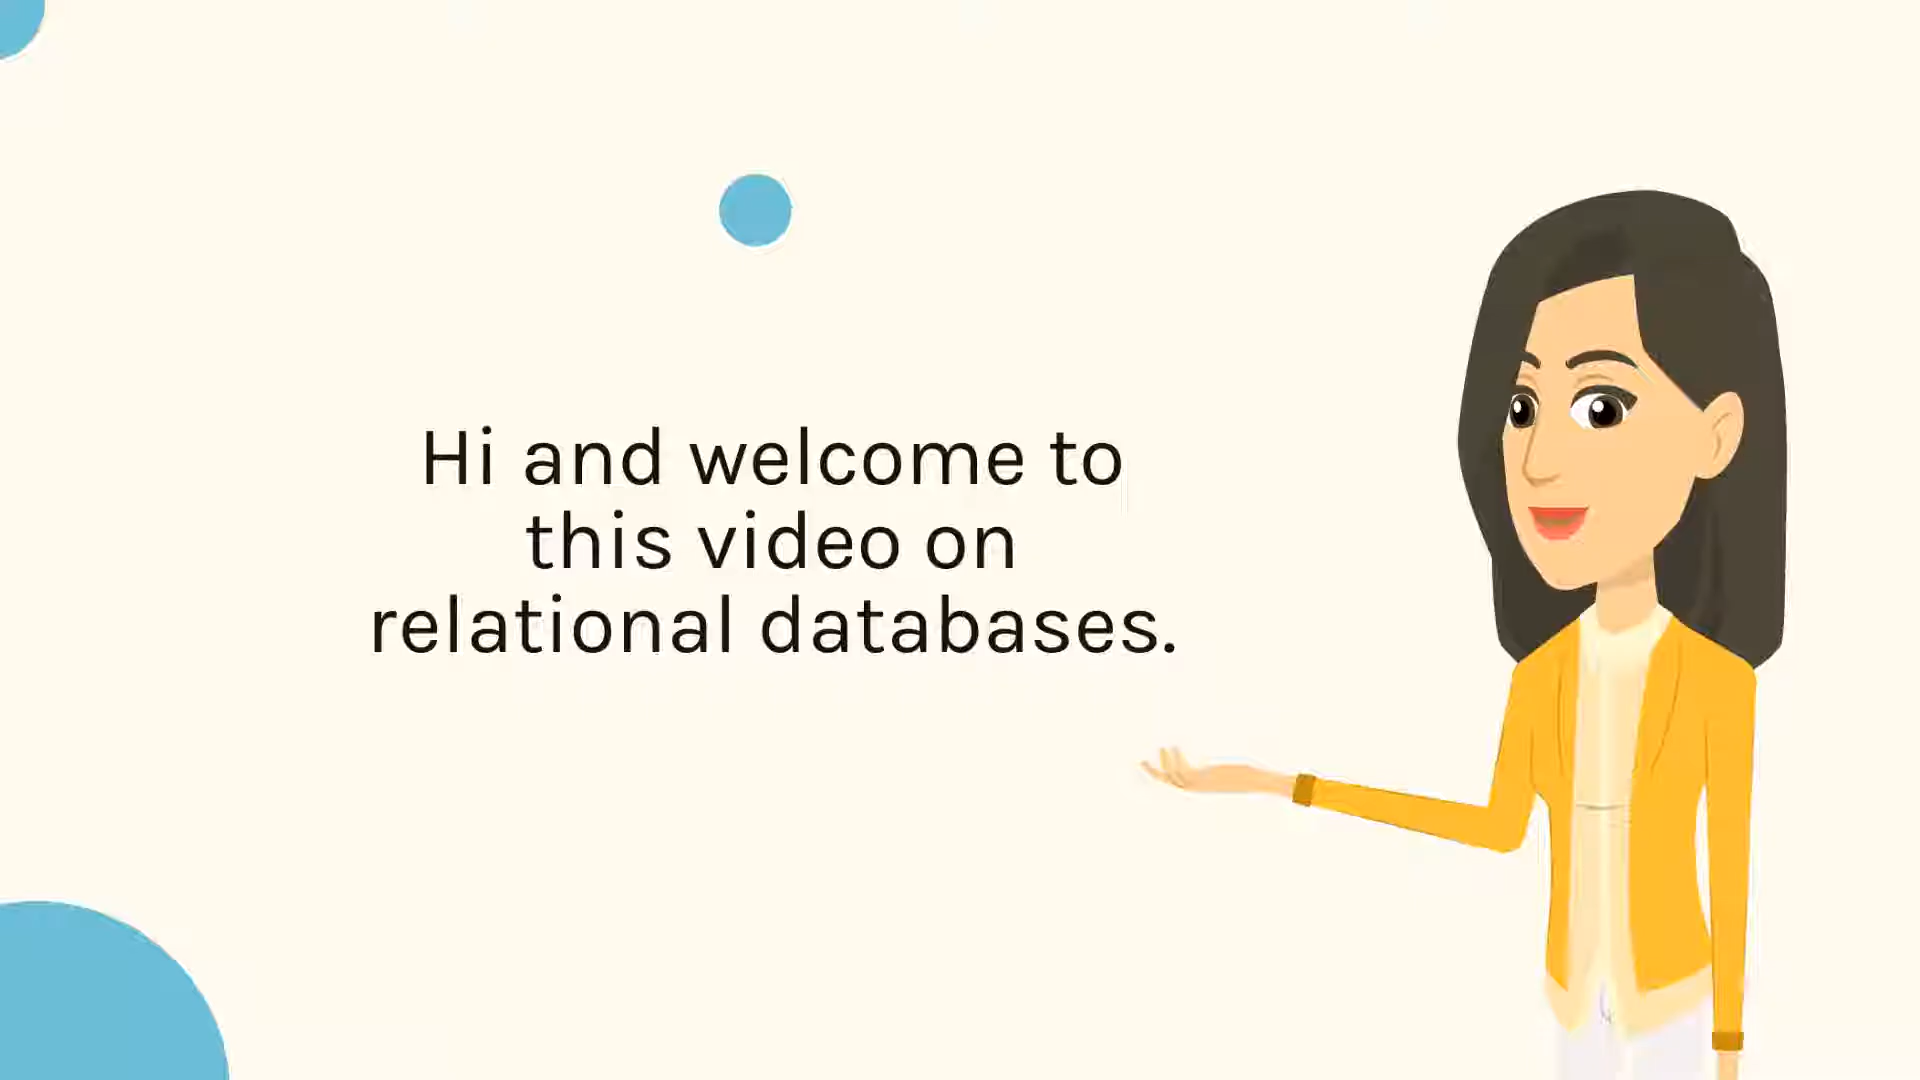 Hi and welcome to
this video on
relational databases.